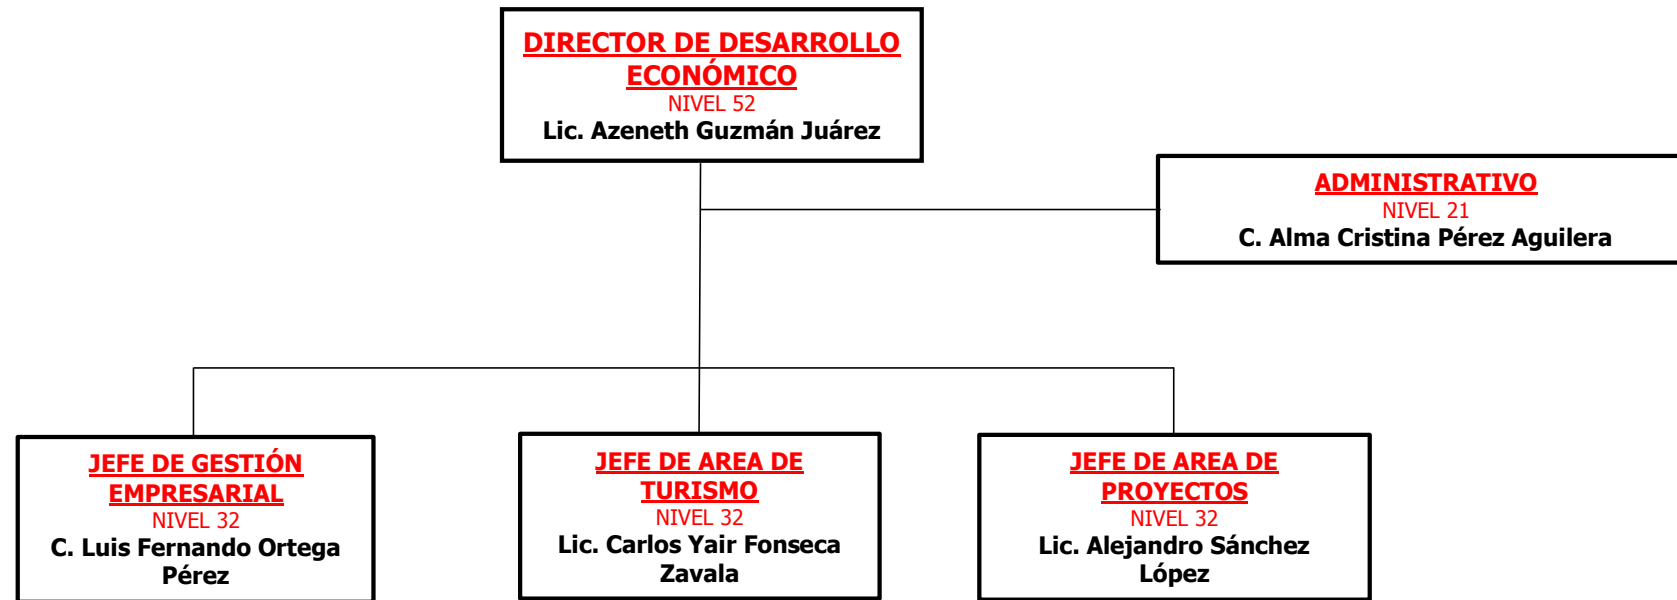 DIRECTOR DE DESARROLLO
ECONÓMICO
NIVEL 52
Lic. Azeneth Guzmán Juárez
ADMINISTRATIVO
NIVEL 21
C. Alma Cristina Pérez Aguilera
JEFE DE GESTIÓN
EMPRESARIAL
NIVEL 32
C. Luis Fernando Ortega
Pérez
JEFE DE AREA DE
TURISMO
NIVEL 32
Lic. Carlos Yair Fonseca
Zavala
JEFE DE AREA DE
PROYECTOS
NIVEL 32
Lic. Alejandro Sánchez
López